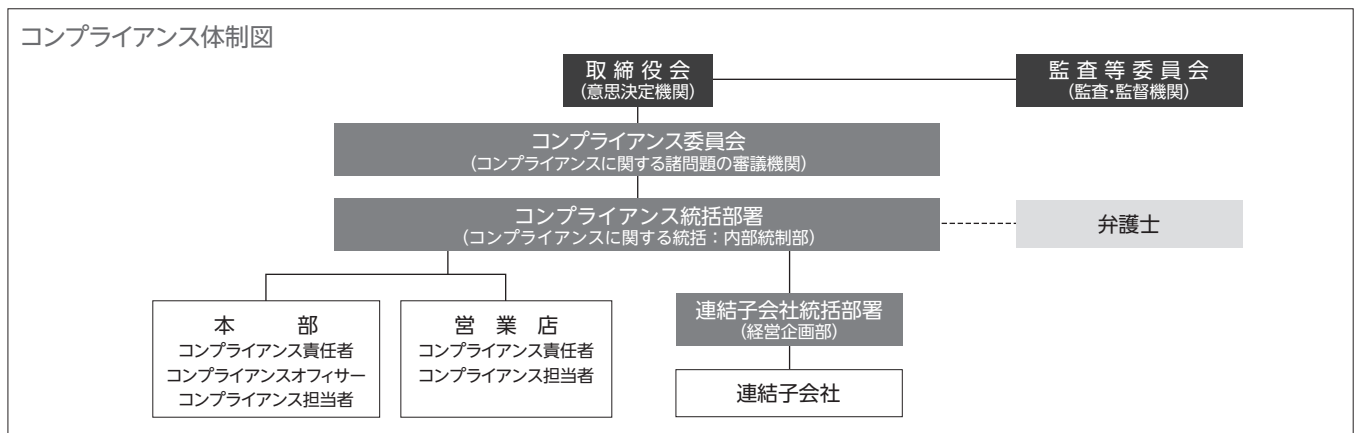 コンプライアンス体制図
取締役会
(意思決定機関)
監査等委員会
(監査・監督機関)
コンプライアンス委員会
(コンプライアンスに関する諸問題の審議機関)
コンプライアンス統括部署
(コンプライアンスに関する統括：内部統制部)
弁護士
本部
コンプライアンス責任者
コンプライアンスオフィサー
コンプライアンス担当者
営業店
コンプライアンス責任者
コンプライアンス担当者
連結子会社統括部署
(経営企画部)
連結子会社